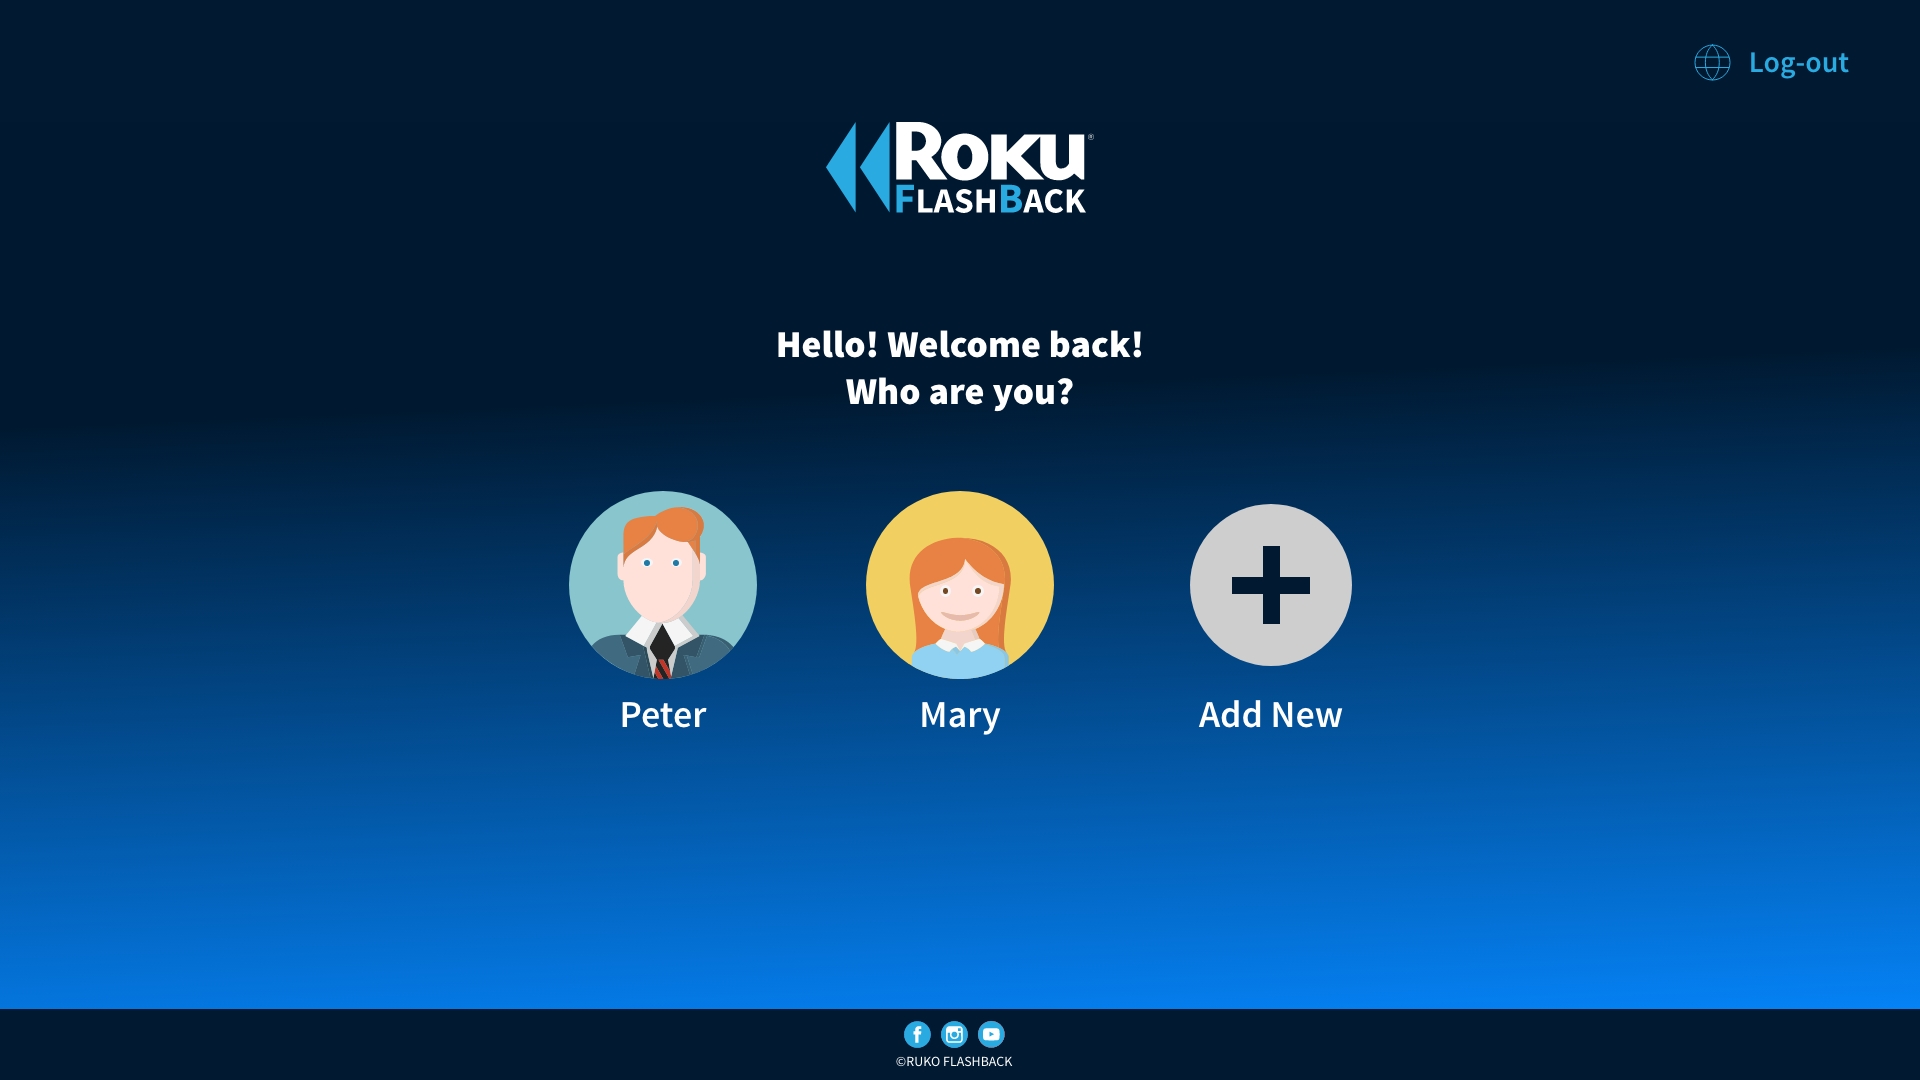 Log-out
ROKU®
FLASHBACK
Hello! Welcome back!
Who are you?
Peter
Mary
Add New
©RUKO FLASHBACK